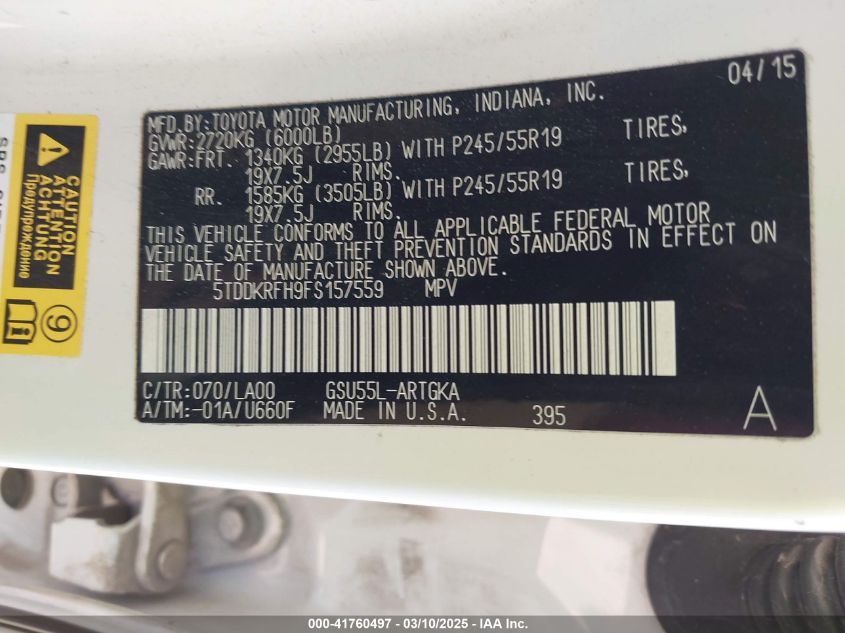 04/15
MFD.BY:TOYOTA MOTOR MANUFACTURING, INDIANA, INC.
GVWR:2720KG (6000LB)
GAWR:FRT. 1340KG (2955LB) WITH P245/55R19 TIRES,
19X7.5J RIMS.
RR. 1585KG (3505LB) WITH P245/55R19 TIRES,
19X7.5J RIMS.
THIS VEHICLE CONFORMS TO ALL APPLICABLE FEDERAL MOTOR
VEHICLE SAFETY AND THEFT PREVENTION STANDARDS IN EFFECT ON
THE DATE OF MANUFACTURE SHOWN ABOVE.
5TDDKRFH9FS157559 MPV
C/TR:070/LA00 GSU55L-ARTGKA
A/TM:-01A/U660F MADE IN U.S.A. 395 A
CAUTION
ATTENTION
ACHTUNG
Предупреждение
9
000-41760497 - 03/10/2025 - IAA Inc.